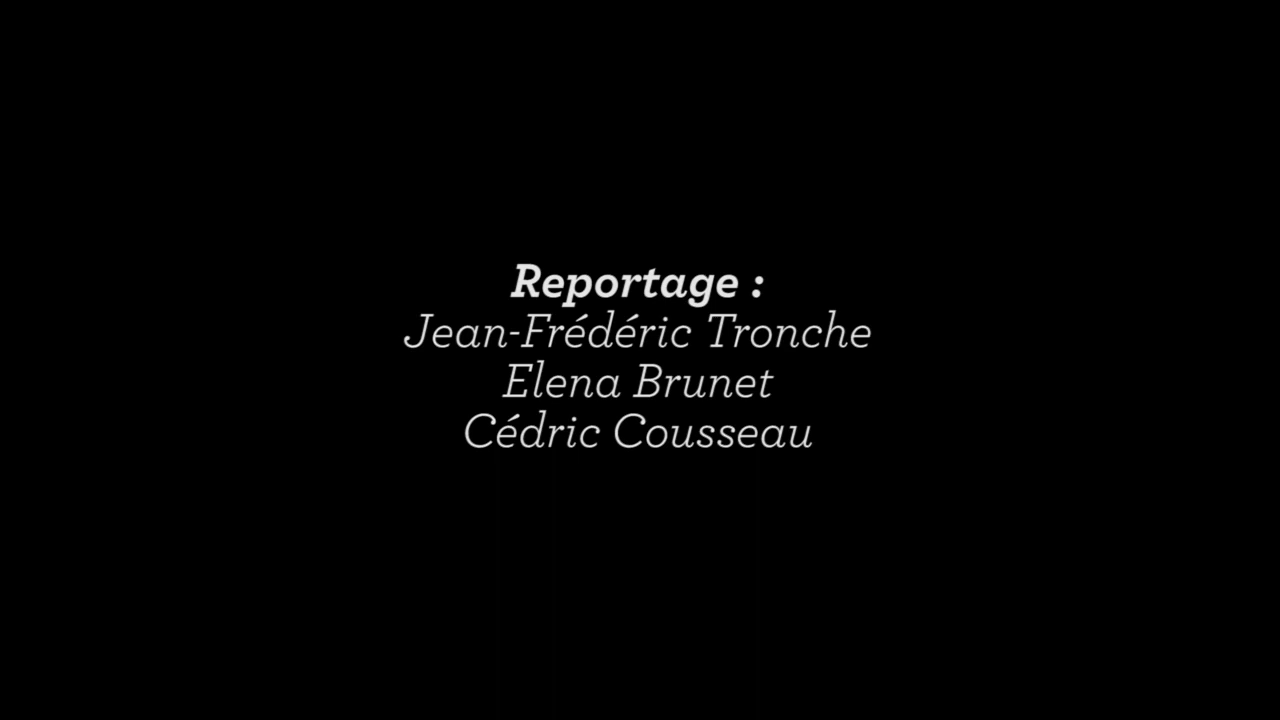 Reportage :
Jean-Frédéric Tronche
Elena Brunet
Cédric Cousseau